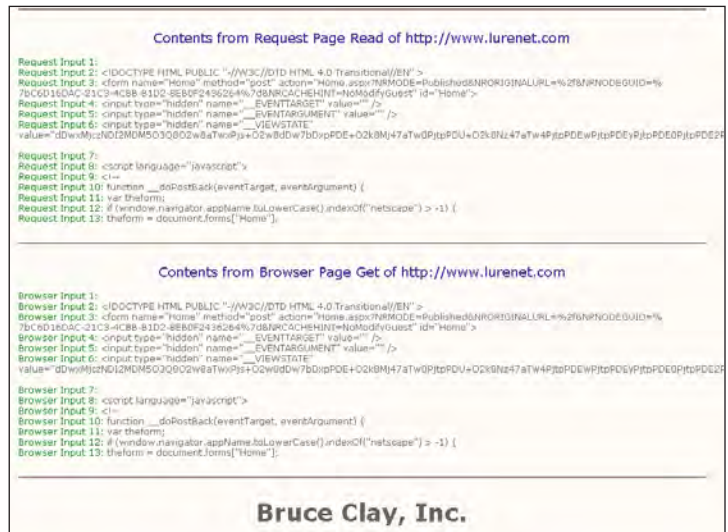 Contents from Request Page Read of http://www.lurenet.com
Request Input 1:
Request Input 2: <!DOCTYPE HTML PUBLIC "-//W3C//DTD HTML 4.0 Transitional//EN" >
Request Input 3: <form name="Home" method="post" action="Home.aspx?NRMODE=Published&NRORIGINALURL=%2f&NRNODEGUID=%
7bC6D16DAC-21C3-4CBB-B1D2-8EB0F2436264%7d&NRCACHEHINT=NoModifyGuest" id="Home">
Request Input 4: <input type="hidden" name="__EVENTTARGET" value="" />
Request Input 5: <input type="hidden" name="__EVENTARGUMENT" value="" />
Request Input 6: <input type="hidden" name="__VIEWSTATE"
Request Input 7:
Request Input 8: <script language="javascript">
Request Input 9: <!--
Request Input 10: function __doPostBack(eventTarget, eventArgument) {
Request Input 11: var theform;
Request Input 12: if (window.navigator.appName.toLowerCase().indexOf("netscape") > -1) {
Request Input 13: theform = document.forms["Home"];
Contents from Browser Page Get of http://www.lurenet.com
Browser Input 1:
Browser Input 2: <!DOCTYPE HTML PUBLIC "-//W3C//DTD HTML 4.0 Transitional//EN" >
Browser Input 3: <form name="Home" method="post" action="Home.aspx?NRMODE=Published&NRORIGINALURL=%2f&NRNODEGUID=%
7bC6D16DAC-21C3-4CBB-B1D2-8EB0F2436264%7d&NRCACHEHINT=NoModifyGuest" id="Home">
Browser Input 4: <input type="hidden" name="__EVENTTARGET" value="" />
Browser Input 5: <input type="hidden" name="__EVENTARGUMENT" value="" />
Browser Input 6: <input type="hidden" name="__VIEWSTATE"
Browser Input 7:
Browser Input 8: <script language="javascript">
Browser Input 9: <!--
Browser Input 10: function __doPostBack(eventTarget, eventArgument) {
Browser Input 11: var theform;
Browser Input 12: if (window.navigator.appName.toLowerCase().indexOf("netscape") > -1) {
Browser Input 13: theform = document.forms["Home"];
Bruce Clay, Inc.